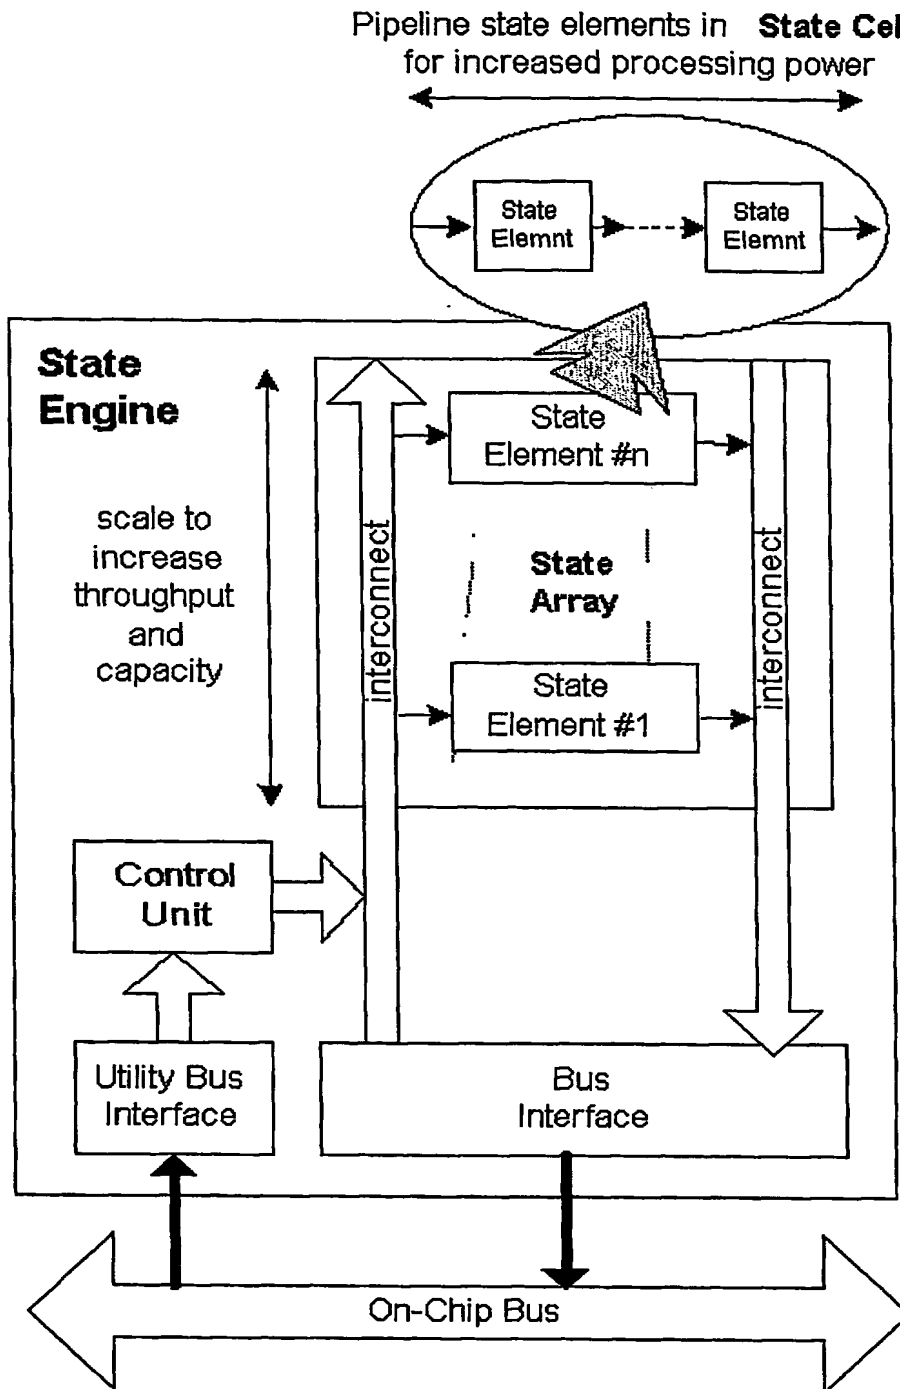 Pipeline state elements in State Cel
for increased processing power
State
Elemnt
State
Elemnt
State
Engine
State
Element #n
scale to
increase
throughput
and
capacity
interconnect
State
Array
interconnect
State
Element #1
Control
Unit
Utility Bus
Interface
Bus
Interface
On-Chip Bus